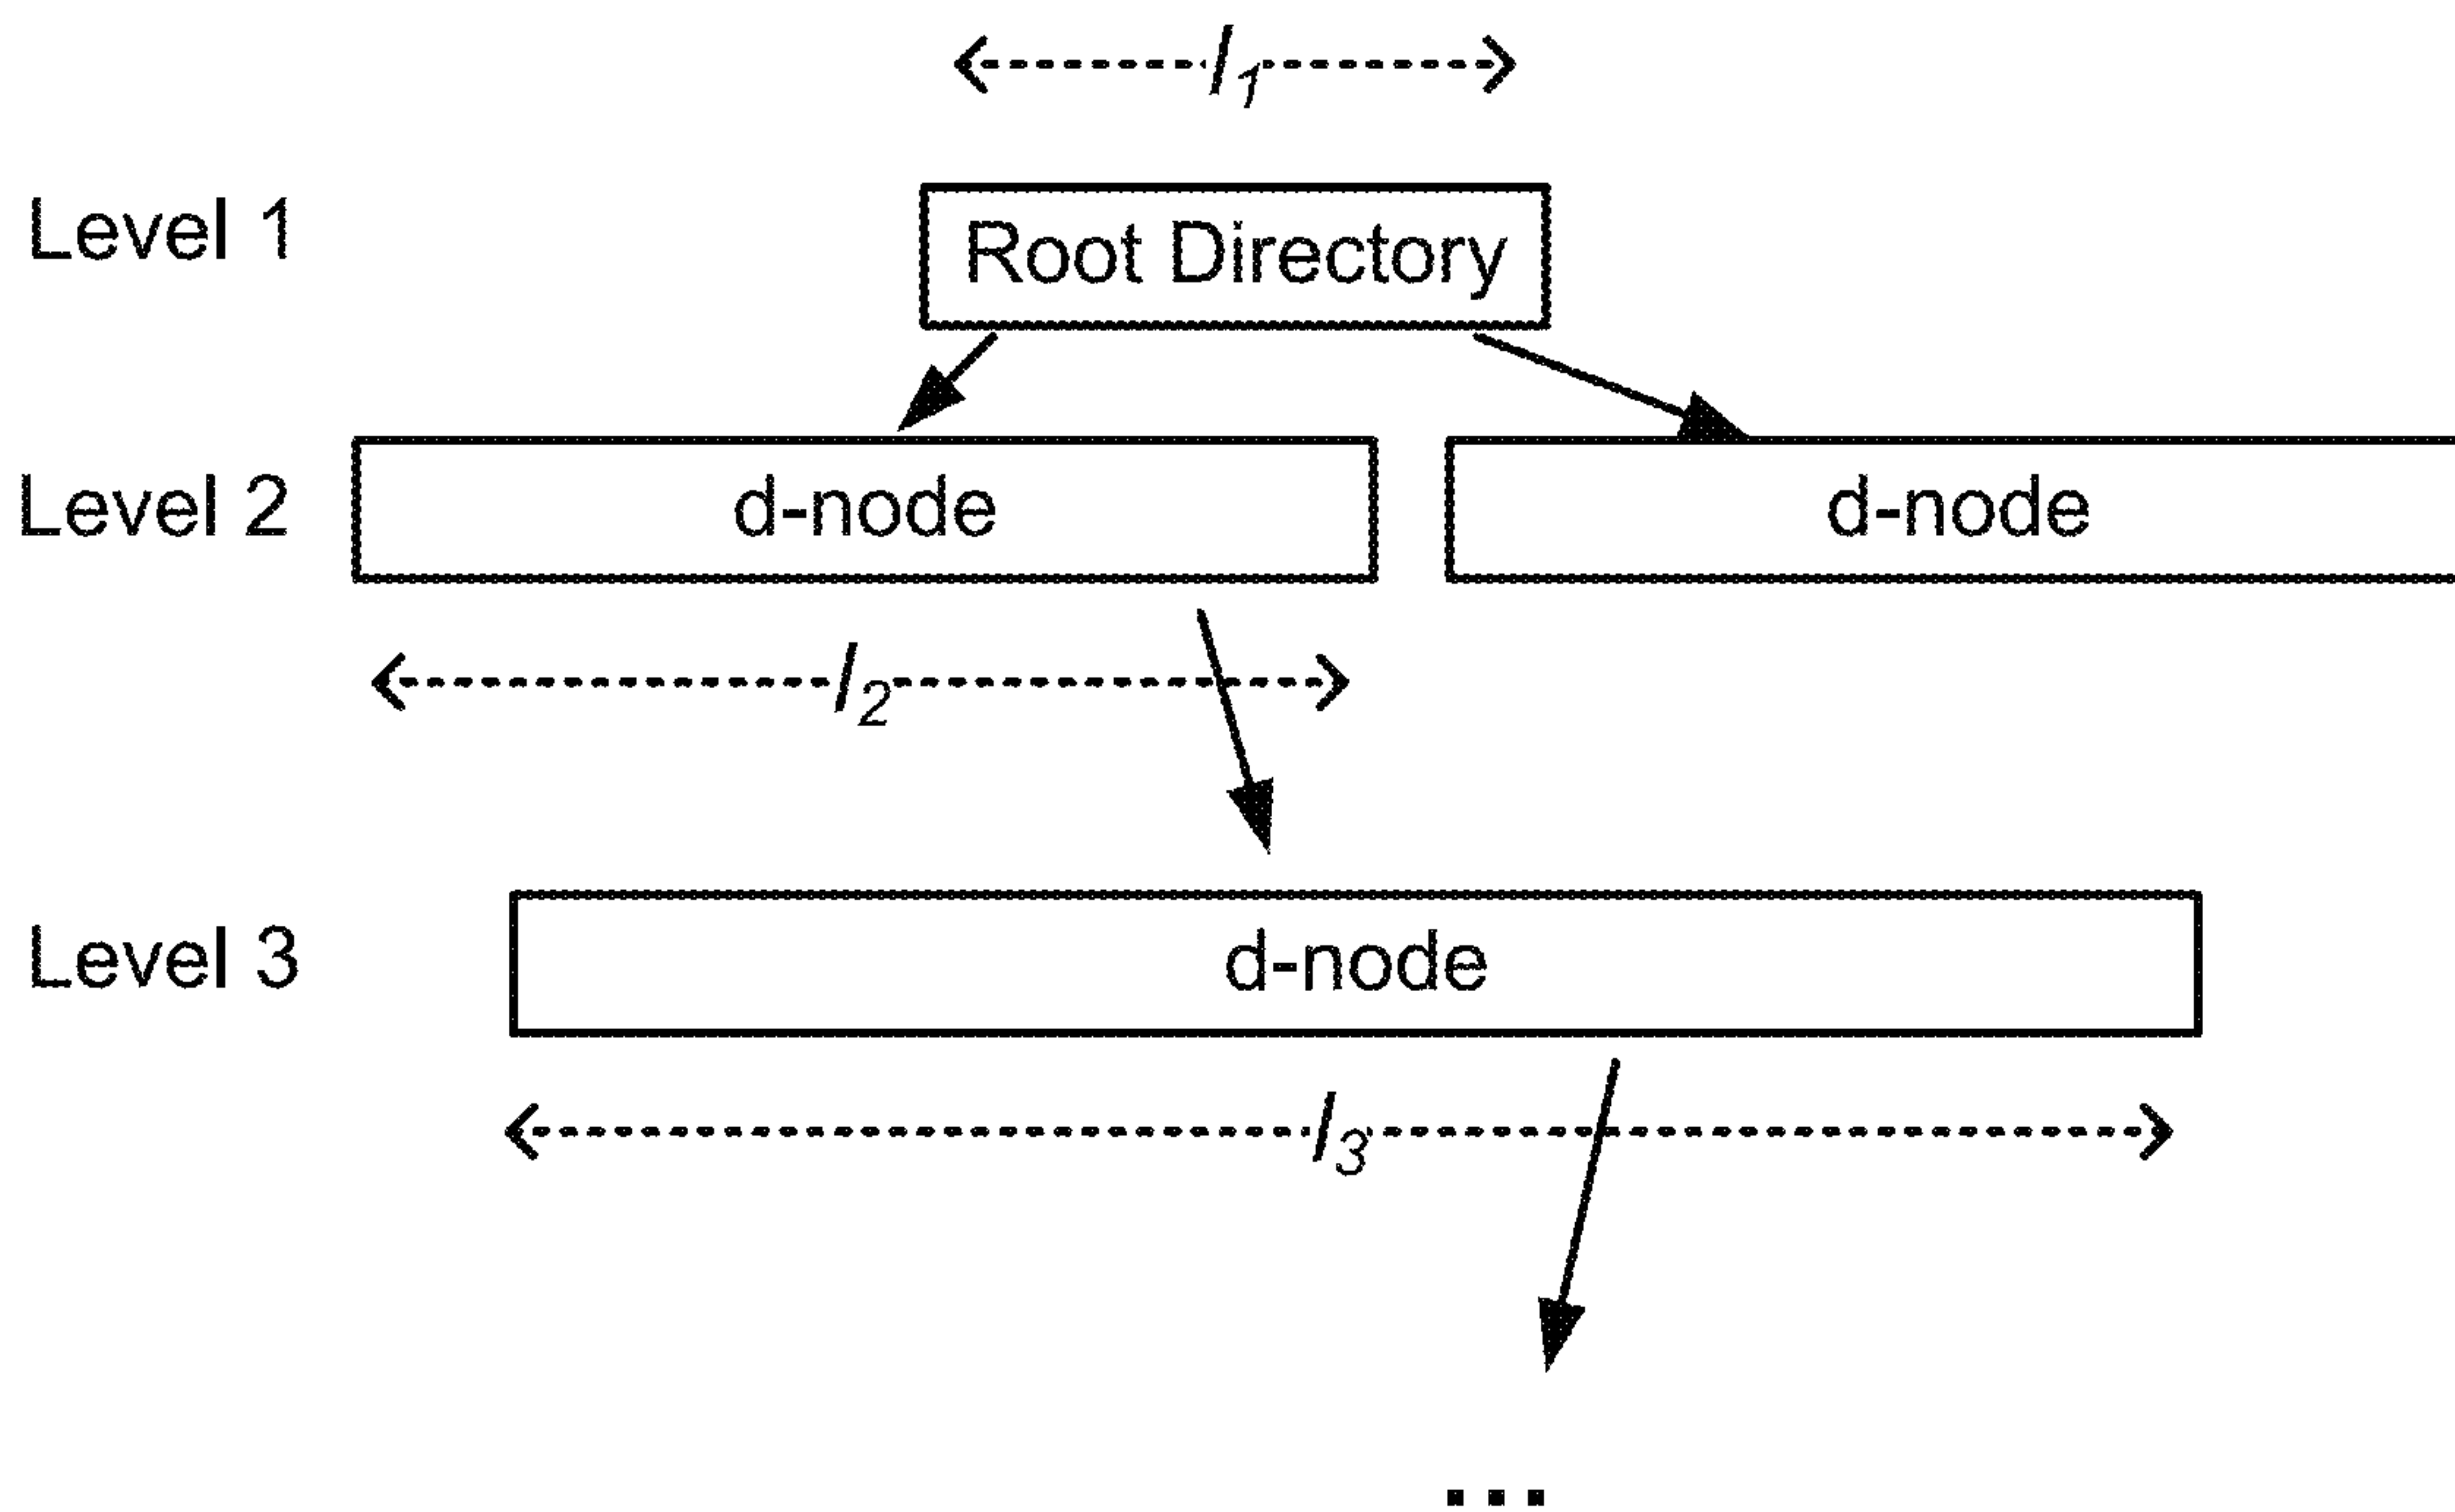 l1
Level 1
Root Directory
Level 2
d-node
d-node
l2
Level 3
d-node
l3
...